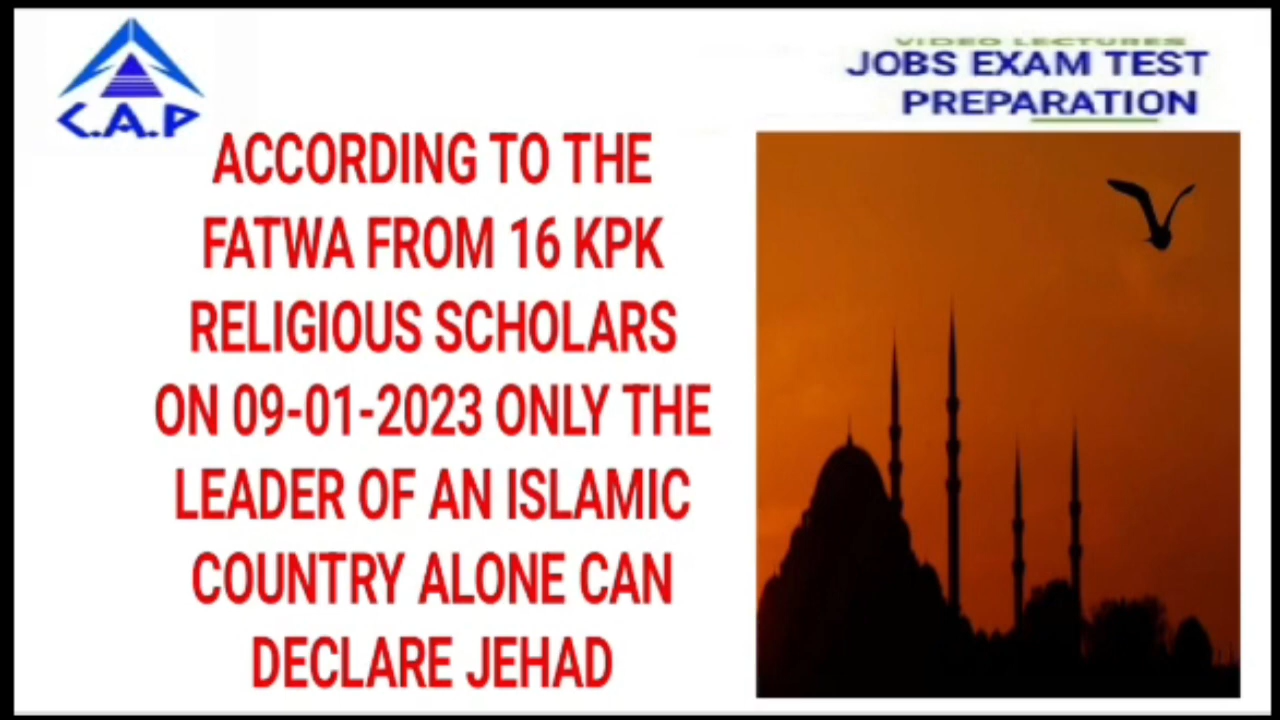 C.A.P
VIDEO LECTURES
JOBS EXAM TEST
PREPARATION
ACCORDING TO THE
FATWA FROM 16 KPK
RELIGIOUS SCHOLARS
ON 09-01-2023 ONLY THE
LEADER OF AN ISLAMIC
COUNTRY ALONE CAN
DECLARE JEHAD